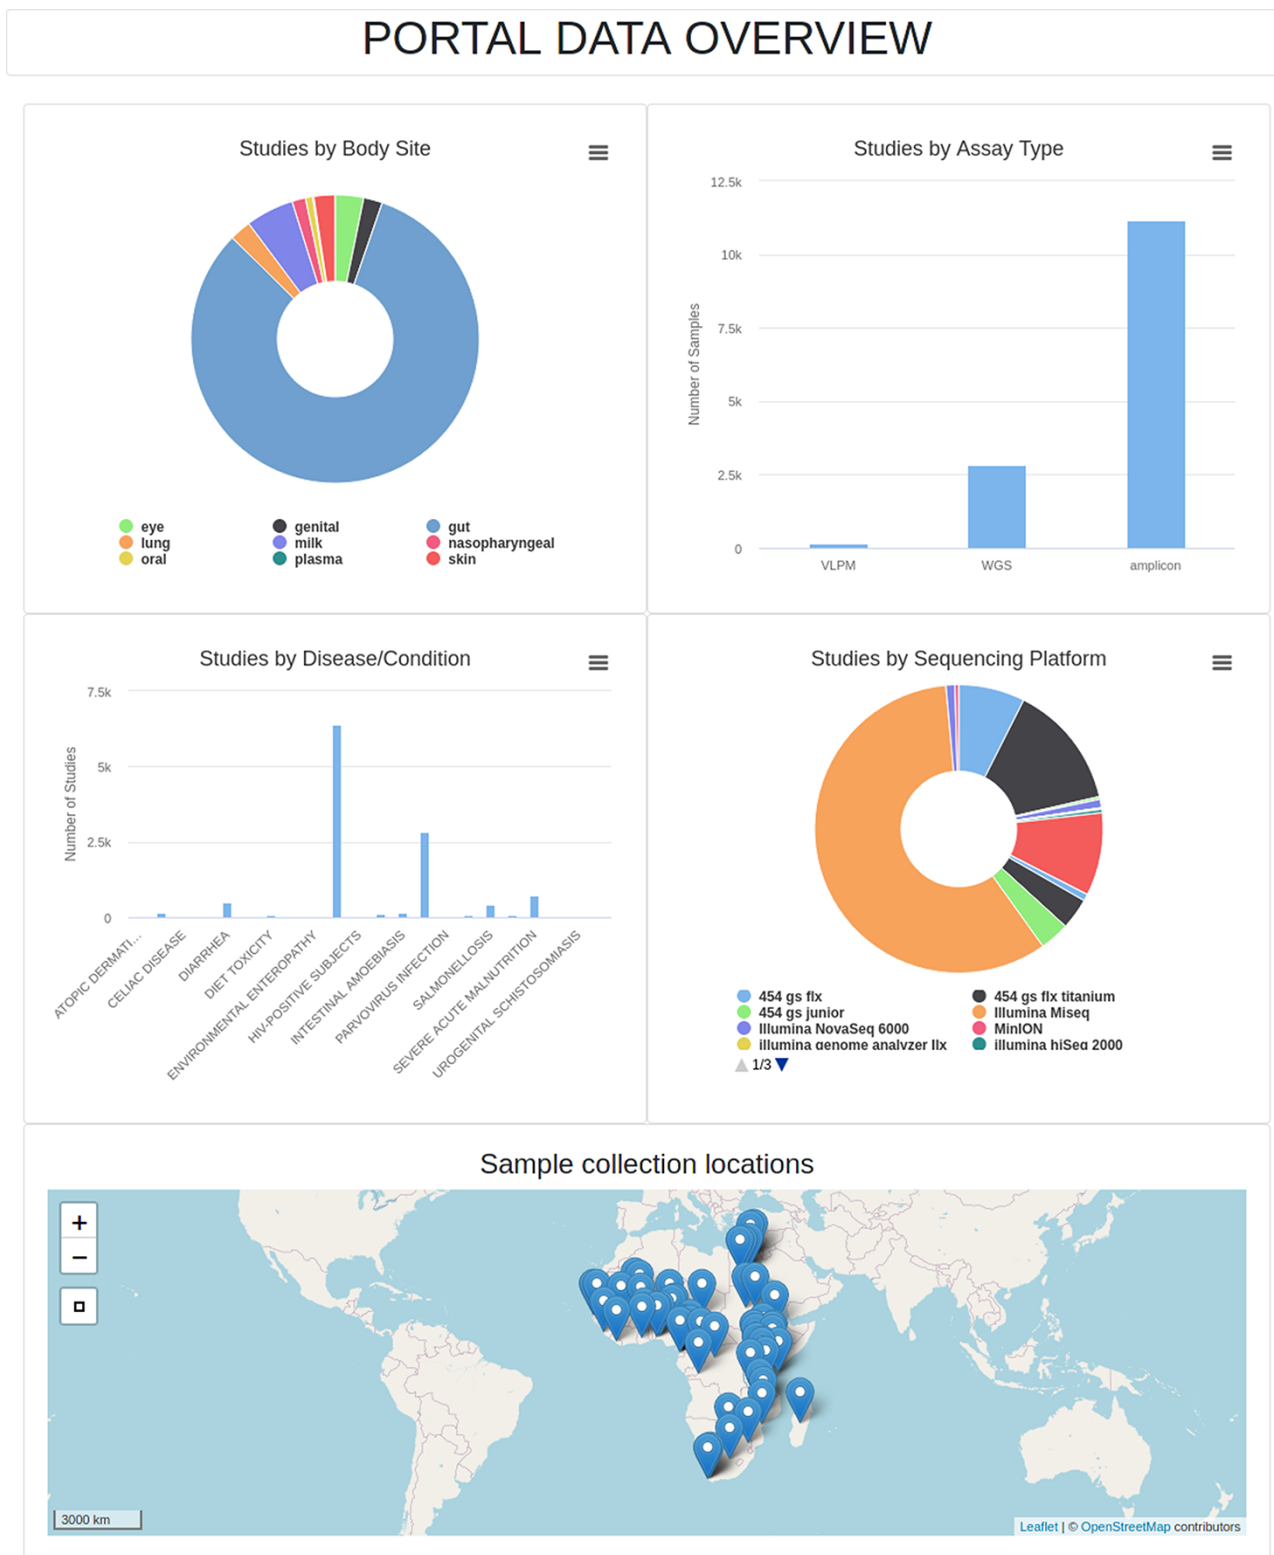 PORTAL DATA OVERVIEW
Studies by Body Site
eye
genital
gut
lung
milk
nasopharyngeal
oral
plasma
skin
Studies by Assay Type
Number of Samples
12.5k
10k
7.5k
5k
2.5k
0
VLPM
WGS
amplicon
Studies by Disease/Condition
Number of Studies
7.5k
5k
2.5k
0
ATOPIC DERMATI...
CELIAC DISEASE
DIARRHEA
DIET TOXICITY
ENVIRONMENTAL ENTEROPATHY
HIV-POSITIVE SUBJECTS
INTESTINAL AMOEBIASIS
PARVOVIRUS INFECTION
SALMONELLOSIS
SEVERE ACUTE MALNUTRITION
UROGENITAL SCHISTOSOMIASIS
Studies by Sequencing Platform
454 gs flx
454 gs flx titanium
454 gs junior
Illumina Miseq
Illumina NovaSeq 6000
MinION
illumina genome analyzer IIx
illumina hiSeq 2000
1/3
Sample collection locations
+
−
3000 km
Leaflet | © OpenStreetMap contributors